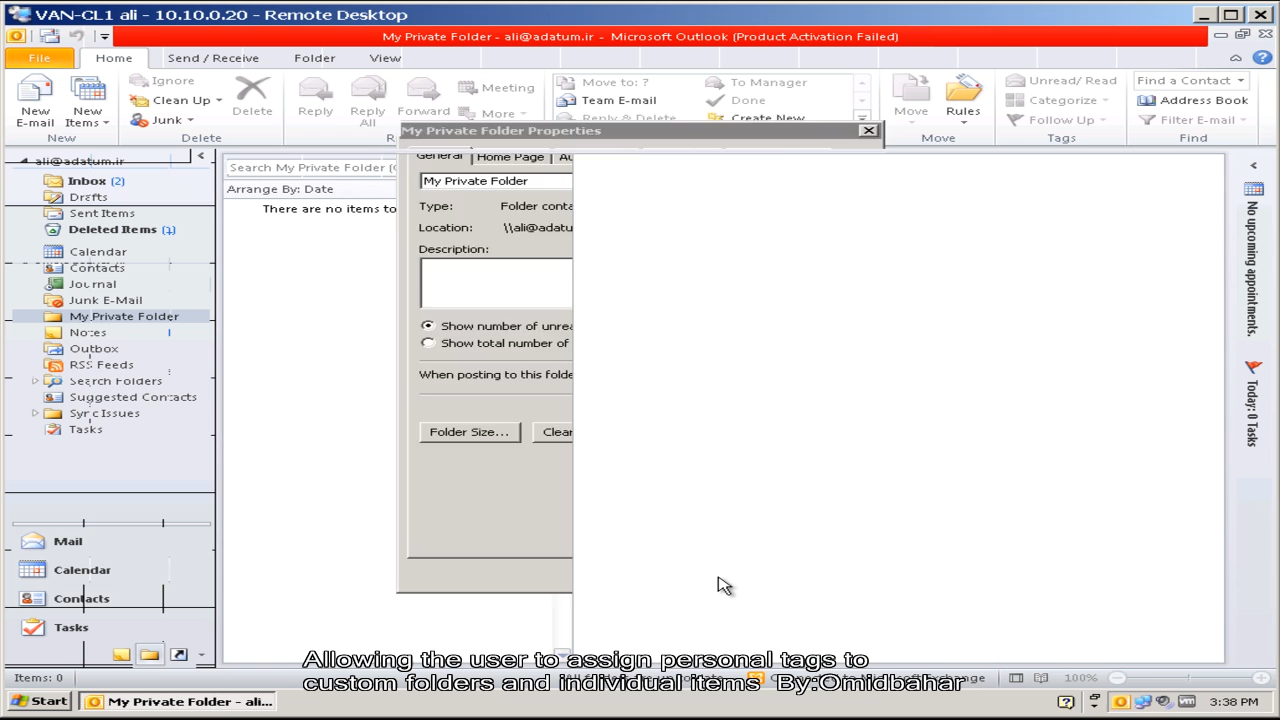 VAN-CL1 ali - 10.10.0.20 - Remote Desktop
My Private Folder - ali@adatum.ir - Microsoft Outlook (Product Activation Failed)
File Home Send / Receive Folder View
New E-mail
New Items
New
Ignore
Clean Up
Junk
Delete
Delete
Reply
Reply All
Forward
Meeting
More
Move to: ?
Team E-mail
Reply & Delete
To Manager
Done
Create New
Move
Rules
Move
Unread/ Read
Categorize
Follow Up
Tags
Find a Contact
Address Book
Filter E-mail
Find
My Private Folder Properties
General Home Page
My Private Folder
Type: Folder
Location: \\ali@adatu
Description:
Show number of
Show total number of
When posting to this
Folder Size...
Clear
ali@adatum.ir
Inbox (2)
Drafts
Sent Items
Deleted Items (1)
Calendar
Contacts
Journal
Junk E-Mail
My Private Folder
Notes
Outbox
RSS Feeds
Search Folders
Suggested Contacts
Sync Issues
Tasks
Search My Private Folder
Arrange By: Date
There are no items to
No upcoming appointments.
Today: 0 Tasks
Mail
Calendar
Contacts
Tasks
Allowing the user to assign personal tags to
custom folders and individual items By:Omidbahar
Items: 0
100%
Start
My Private Folder - ali...
3:38 PM